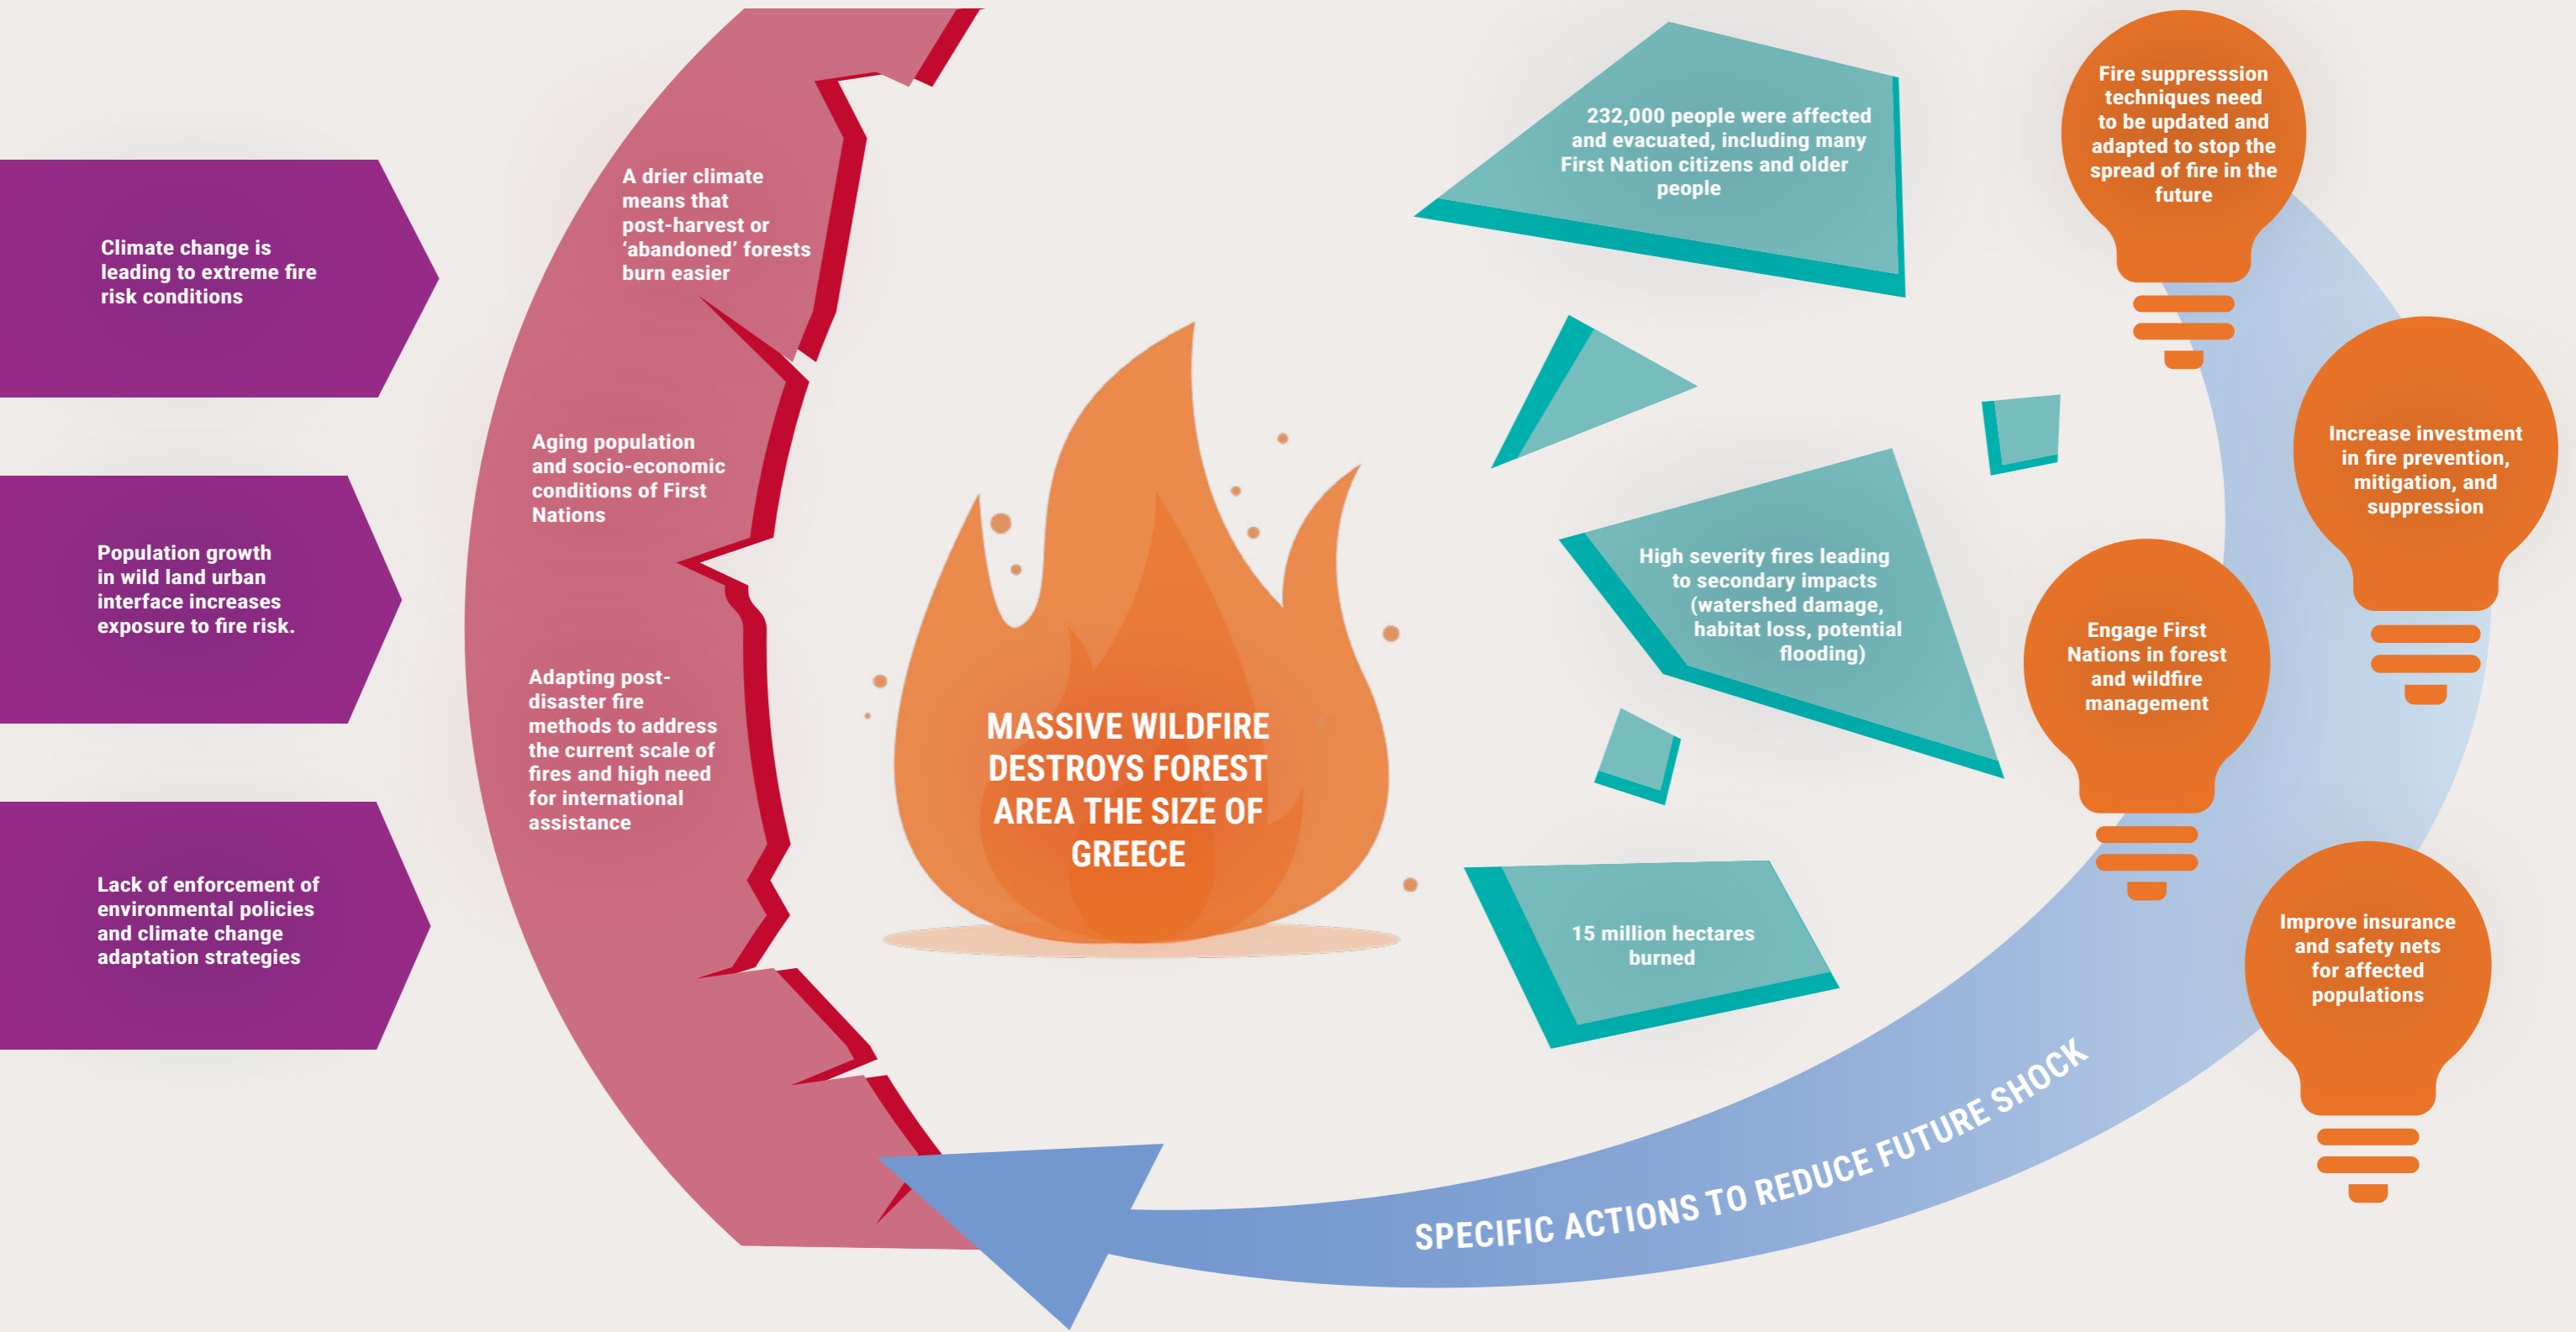 Climate change is
leading to extreme fire
risk conditions
Population growth
in wild land urban
interface increases
exposure to fire risk.
Lack of enforcement of
environmental policies
and climate change
adaptation strategies
A drier climate
means that
post-harvest or
‘abandoned’ forests
burn easier
Aging population
and socio-economic
conditions of First
Nations
Adapting post-
disaster fire
methods to address
the current scale of
fires and high need
for international
assistance
MASSIVE WILDFIRE
DESTROYS FOREST
AREA THE SIZE OF
GREECE
232,000 people were affected
and evacuated, including many
First Nation citizens and older
people
High severity fires leading
to secondary impacts
(watershed damage,
habitat loss, potential
flooding)
15 million hectares
burned
Fire suppresssion
techniques need
to be updated and
adapted to stop the
spread of fire in the
future
Increase investment
in fire prevention,
mitigation, and
suppression
Engage First
Nations in forest
and wildfire
management
Improve insurance
and safety nets
for affected
populations
SPECIFIC ACTIONS TO REDUCE FUTURE SHOCK